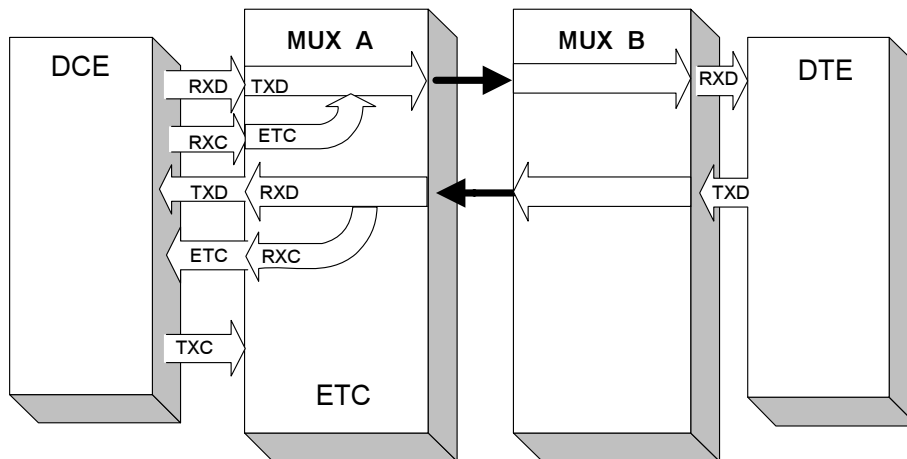 DCE
MUX A
MUX B
DTE
RXD
TXD
RXD
RXC
ETC
TXD
RXD
TXD
ETC
RXC
TXC
ETC